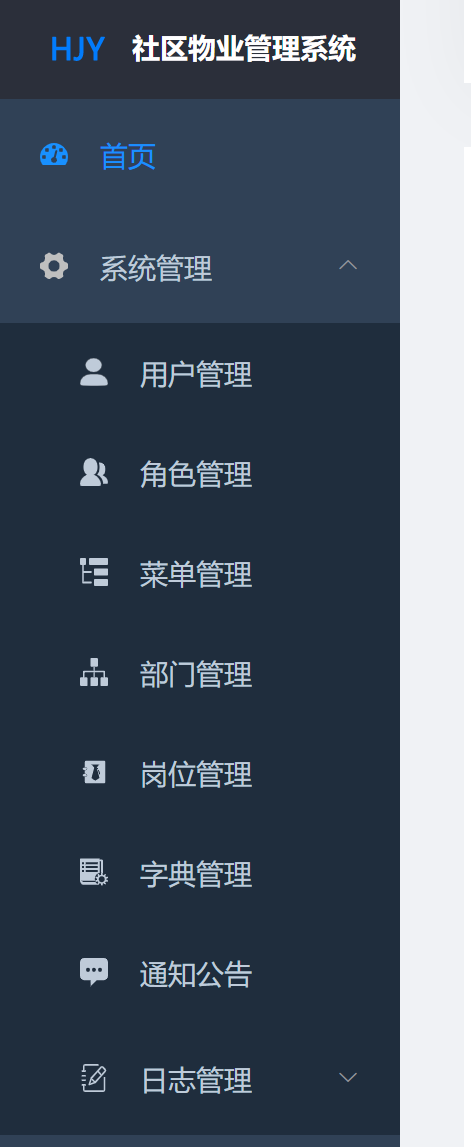 HJY 社区物业管理系统
首页
系统管理
用户管理
角色管理
菜单管理
部门管理
岗位管理
字典管理
通知公告
日志管理